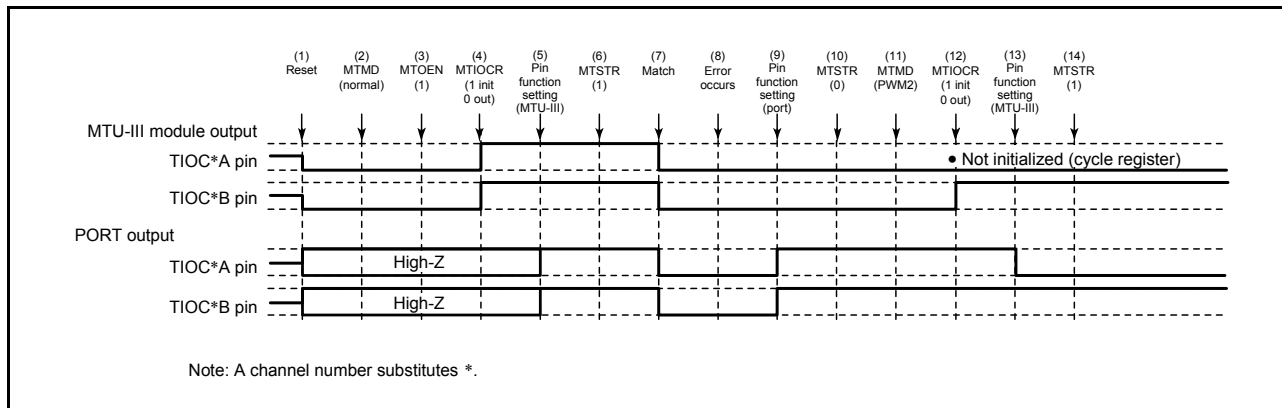 (1)
Reset
(2)
MTMD
(normal)
(3)
MTOEN
(1)
(4)
MTIOCR
(1 init
0 out)
(5)
Pin
function
setting
(MTU-III)
(6)
MTSTR
(1)
(7)
Match
(8)
Error
occurs
(9)
Pin
function
setting
(port)
(10)
MTSTR
(0)
(11)
MTMD
(PWM2)
(12)
MTIOCR
(1 init
0 out)
(13)
Pin
function
setting
(MTU-III)
(14)
MTSTR
(1)
MTU-III module output
TIOC*A pin
• Not initialized (cycle register)
TIOC*B pin
PORT output
TIOC*A pin
High-Z
TIOC*B pin
High-Z
Note: A channel number substitutes *.